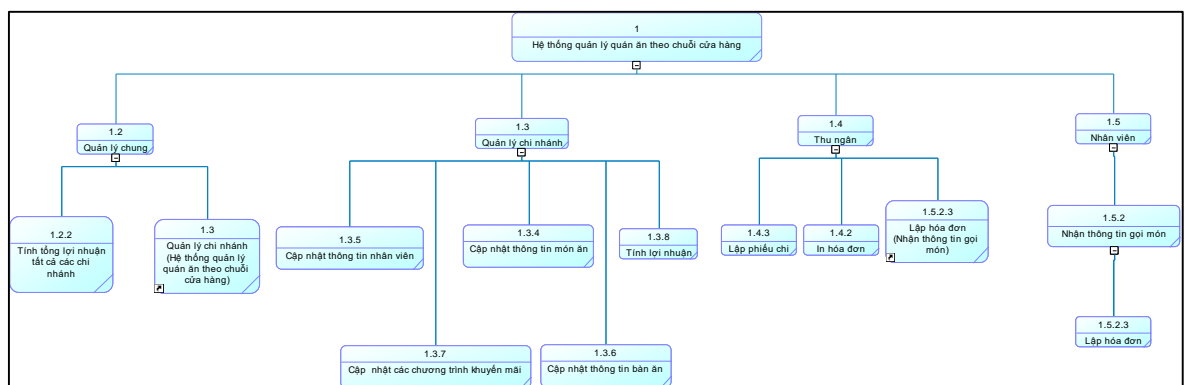 1
Hệ thống quản lý quán ăn theo chuỗi cửa hàng
1.2
Quản lý chung
1.3
Quản lý chi nhánh
1.4
Thu ngân
1.5
Nhân viên
1.2.2
Tính tổng lợi nhuận
tất cả các chi
nhánh
1.3
Quản lý chi nhánh
(Hệ thống quản lý
quán ăn theo chuỗi
cửa hàng)
1.3.5
Cập nhật thông tin nhân viên
1.3.4
Cập nhật thông tin món ăn
1.3.8
Tính lợi nhuận
1.4.3
Lập phiếu chi
1.4.2
In hóa đơn
1.5.2.3
Lập hóa đơn
(Nhận thông tin gọi
món)
1.5.2
Nhận thông tin gọi món
1.3.7
Cập nhật các chương trình khuyến mãi
1.3.6
Cập nhật thông tin bàn ăn
1.5.2.3
Lập hóa đơn